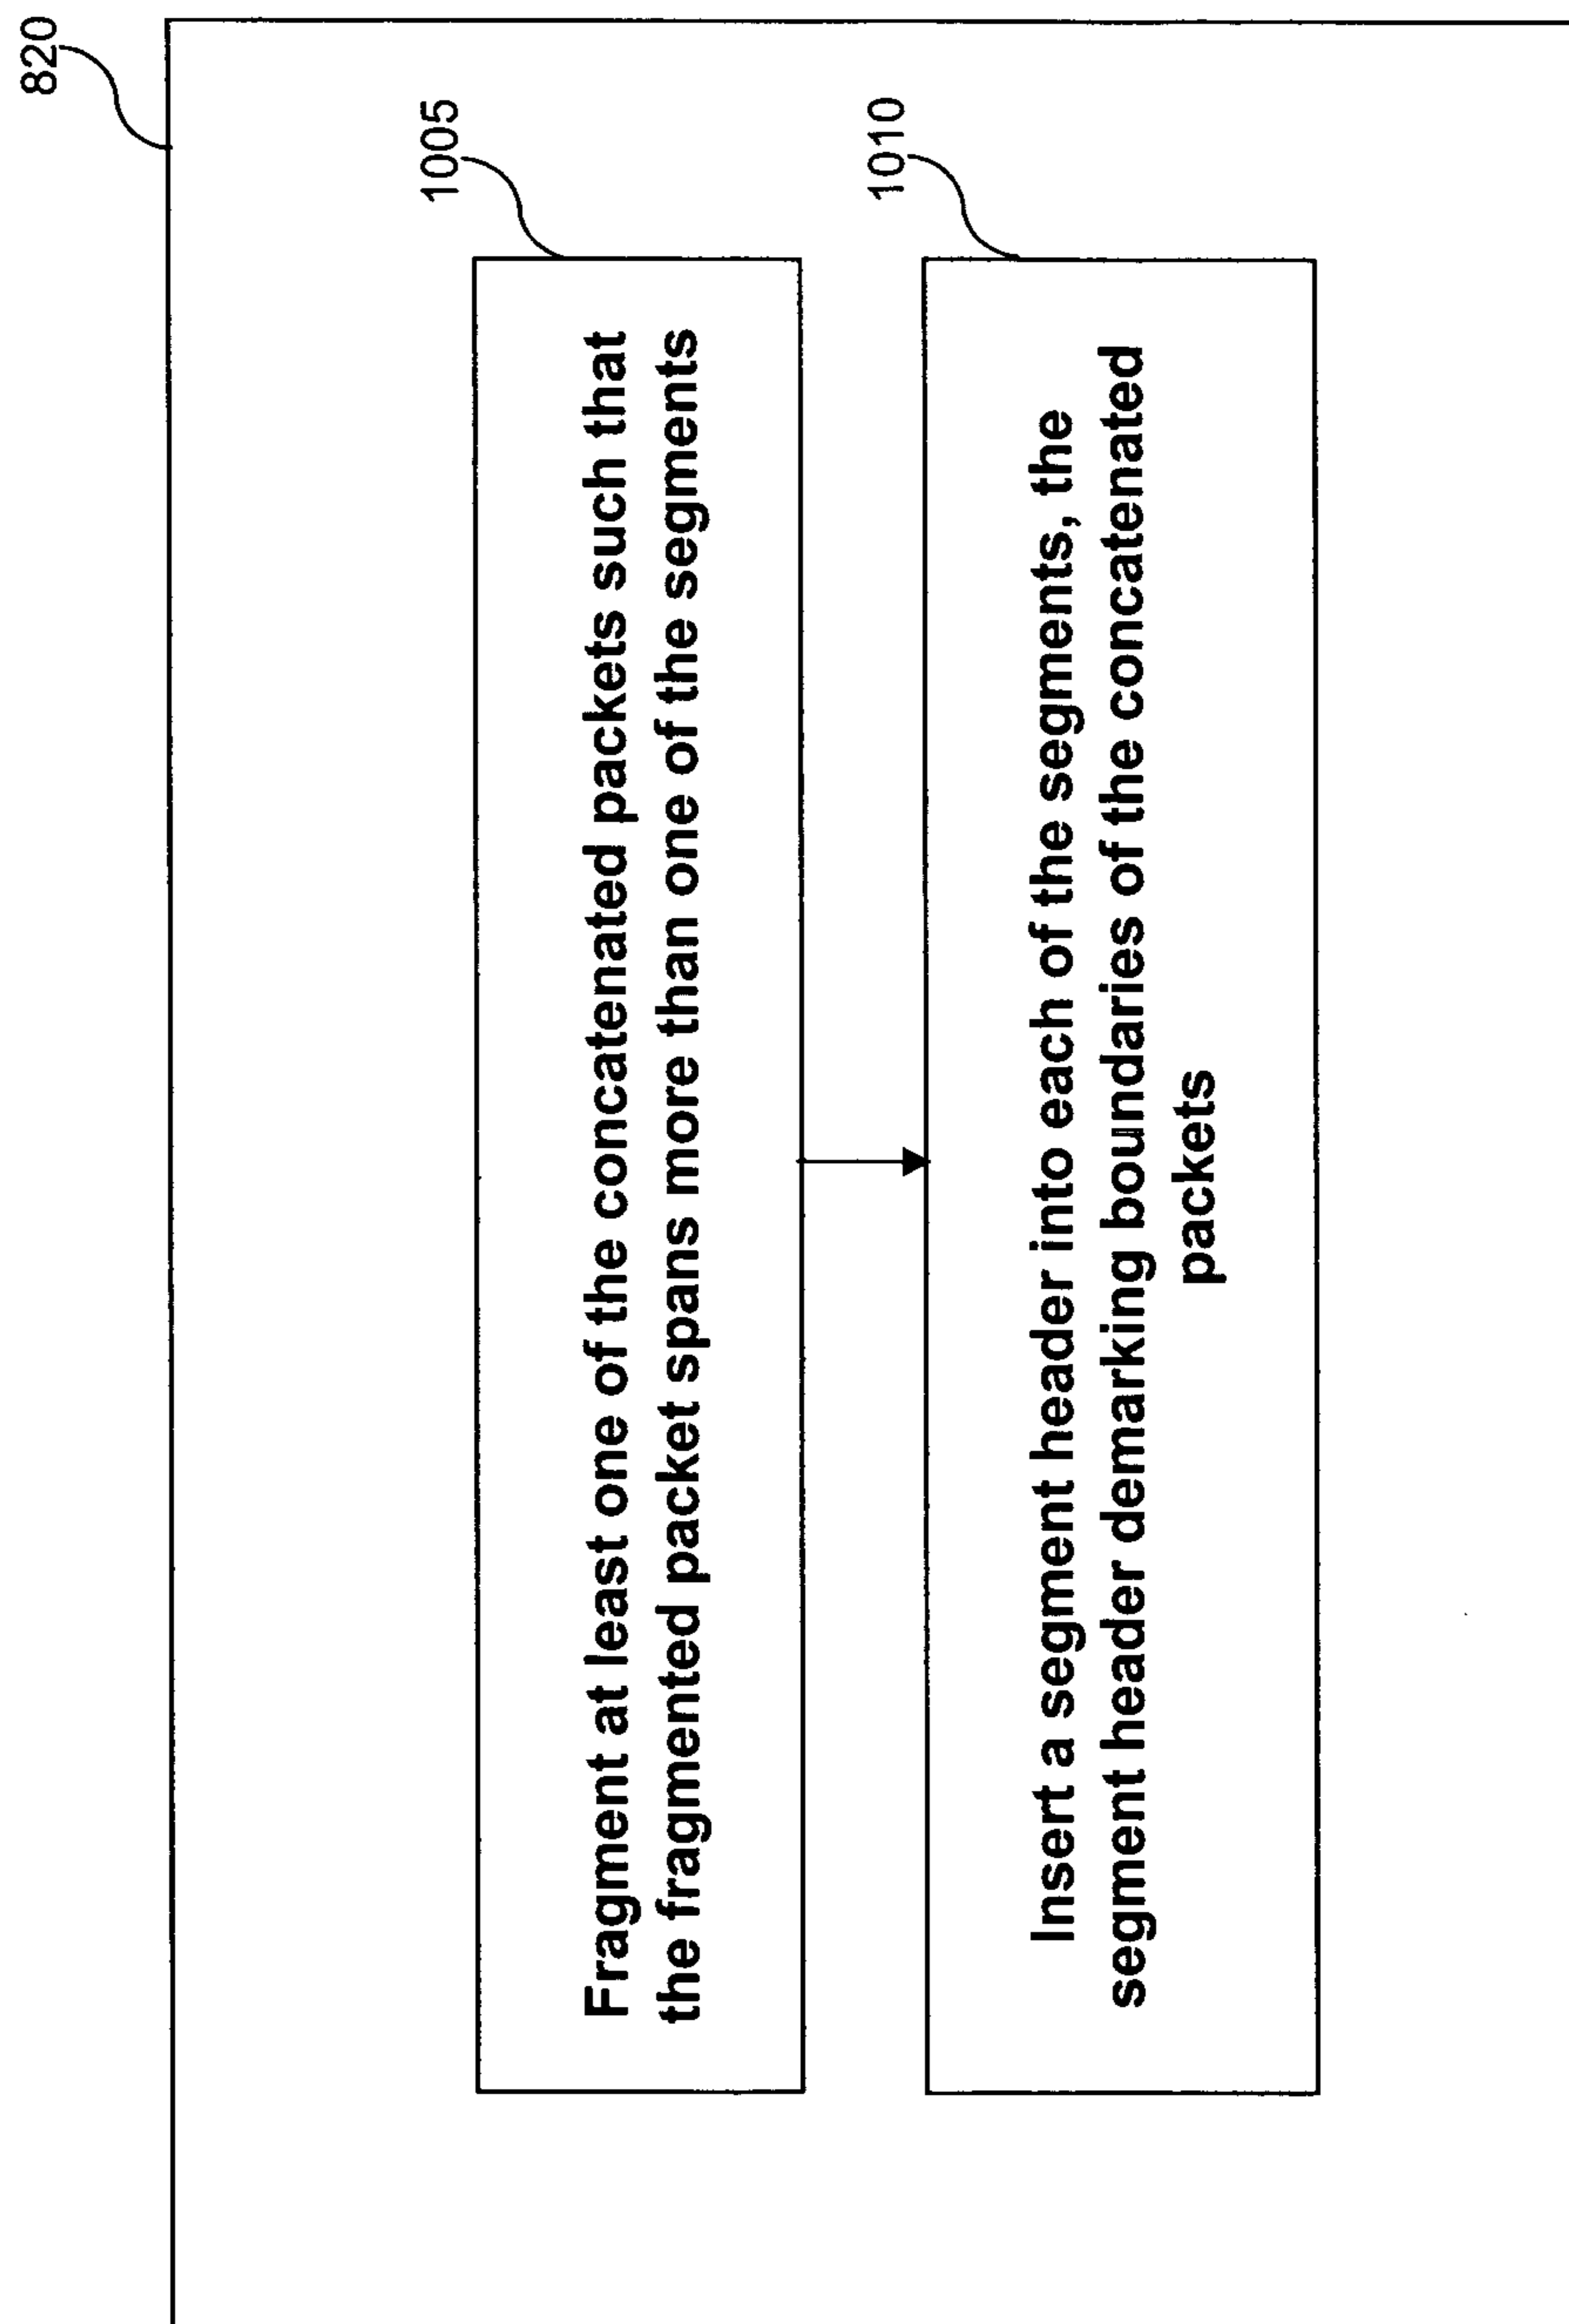 820
1005
Fragment at least one of the concatenated packets such that
the fragmented packet spans more than one of the segments
1010
Insert a segment header into each of the segments, the
segment header demarking boundaries of the concatenated
packets